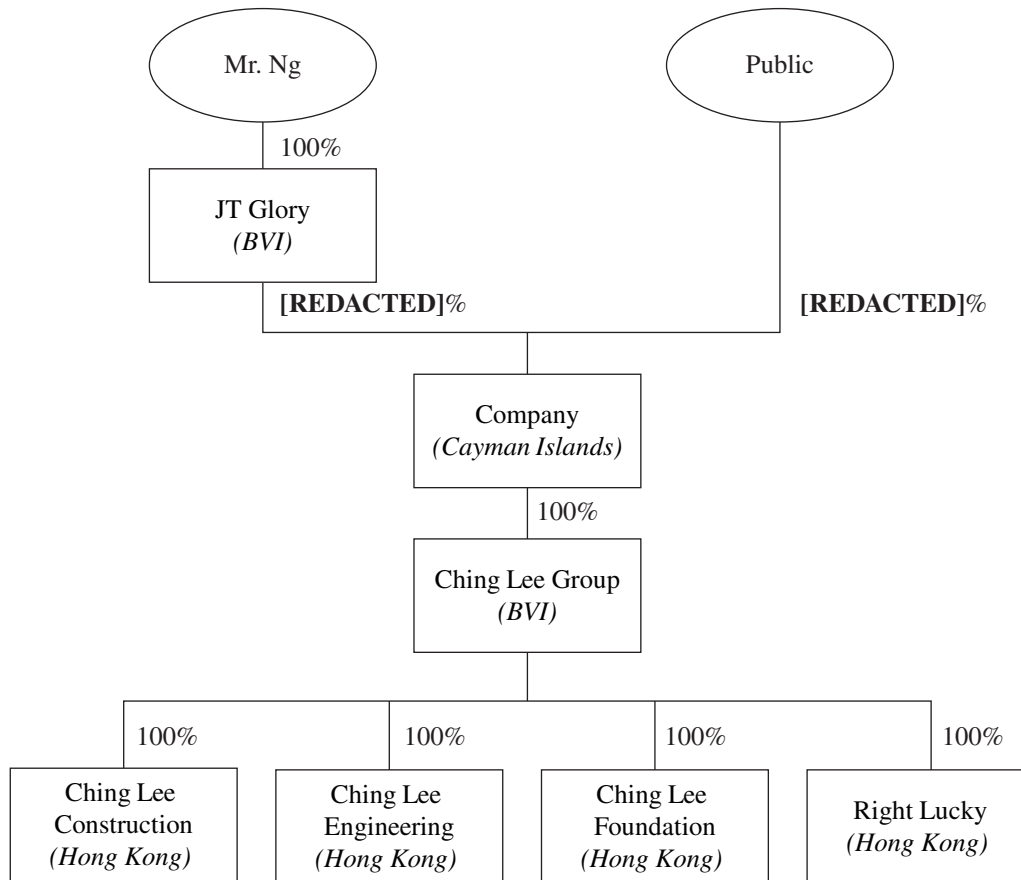 Mr. Ng
Public
100%
JT Glory
(BVI)
[REDACTED]%
[REDACTED]%
Company
(Cayman Islands)
100%
Ching Lee Group
(BVI)
100%
100%
100%
100%
Ching Lee
Construction
(Hong Kong)
Ching Lee
Engineering
(Hong Kong)
Ching Lee
Foundation
(Hong Kong)
Right Lucky
(Hong Kong)